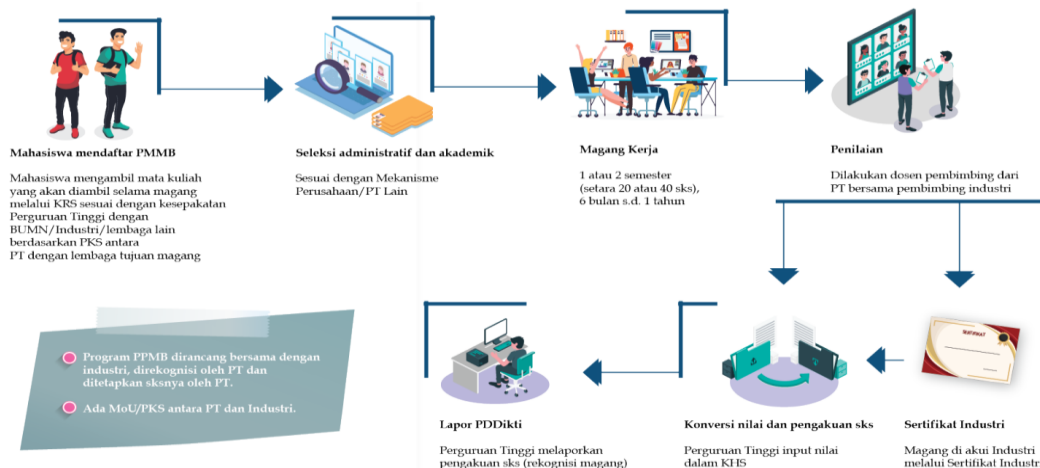 Mahasiswa mendaftar PMMB
Mahasiswa mengambil mata kuliah
yang akan diambil selama magang
melalui KRS sesuai dengan kesepakatan
Perguruan Tinggi dengan
BUMN/Industri/lembaga lain
berdasarkan PKS antara
PT dengan lembaga tujuan magang
Seleksi administratif dan akademik
Sesuai dengan Mekanisme
Perusahaan/PT Lain
Magang Kerja
1 atau 2 semester
(setara 20 atau 40 sks),
6 bulan s.d. 1 tahun
Penilaian
Dilakukan dosen pembimbing dari
PT bersama pembimbing industri
SERTIFIKAT
Sertifikat Industri
Magang di akui Industri
melalui Sertifikat Industri
Konversi nilai dan pengakuan sks
Perguruan Tinggi input nilai
dalam KHS
Lapor PDDikti
Perguruan Tinggi melaporkan
pengakuan sks (rekognisi magang)
Program PPMB dirancang bersama dengan
industri, direkognisi oleh PT dan
ditetapkan sksnya oleh PT.
Ada MoU/PKS antara PT dan Industri.